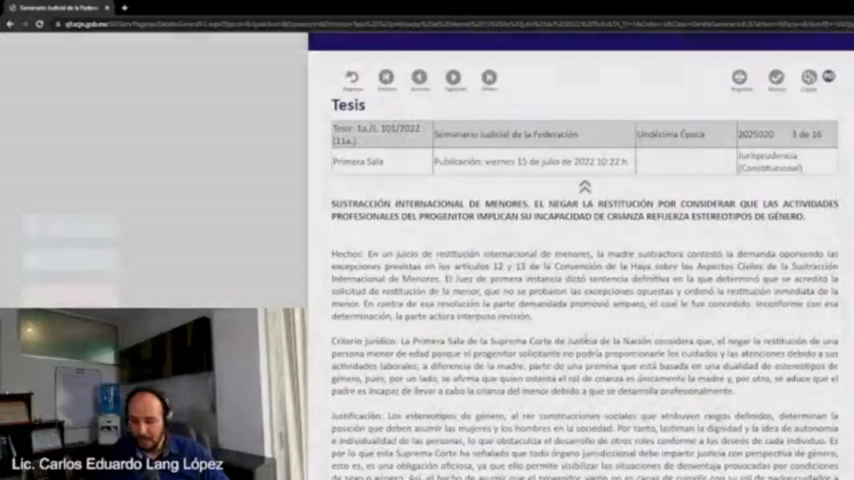 Semanario Judicial de la Federac
Tesis
Tesis: 1a./J. 101/2022 (11a.)
Semanario Judicial de la Federación
Undécima Época
2025020
3 de 16
Primera Sala
Publicación: viernes 15 de julio de 2022 10:22 h
Jurisprudencia (Constitucional)
SUSTRACCIÓN INTERNACIONAL DE MENORES. EL NEGAR LA RESTITUCIÓN POR CONSIDERAR QUE LAS ACTIVIDADES
PROFESIONALES DEL PROGENITOR IMPLICAN SU INCAPACIDAD DE CRIANZA REFUERZA ESTEREOTIPOS DE GÉNERO.
Hechos: En un juicio de restitución internacional de menores, la madre sustractora contestó la demanda oponiendo las
excepciones previstas en los artículos 12 y 13 de la Convención de la Haya sobre los Aspectos Civiles de la Sustracción
Internacional de Menores. El Juez de primera instancia dictó sentencia definitiva en la que determinó que se acreditó la
solicitud de restitución de la menor, que no se probaron las excepciones opuestas y ordenó la restitución inmediata de la
menor. En contra de esa resolución la parte demandada promovió amparo, el cual le fue concedido. Inconforme con esa
determinación, la parte actora interpuso revisión.
Criterio jurídico: La Primera Sala de la Suprema Corte de Justicia de la Nación considera que, el negar la restitución de
una persona menor de edad porque el progenitor solicitante no podría proporcionarle los cuidados y las atenciones debido a sus
actividades laborales, a diferencia de la madre, parte de una premisa que está basada en una dualidad de estereotipos de
género, pues, por un lado, se afirma que quien ostenta el rol de crianza es únicamente la madre y, por otro, se aduce que el
padre es incapaz de llevar a cabo la crianza del menor debido a que se desarrolla profesionalmente.
Justificación: Los estereotipos de género, al ser construcciones sociales que atribuyen rasgos definidos, determinan la
posición que deben asumir las mujeres y los hombres en la sociedad. Por tanto, lastiman la dignidad y la idea de autonomía
e individualidad de las personas, lo que obstaculiza el desarrollo de otros roles conforme a los deseos de cada individuo. Es
por lo que esta Suprema Corte ha señalado que todo órgano jurisdiccional debe impartir justicia con perspectiva de género,
esto es, es una obligación oficiosa, ya que ello permite visibilizar las situaciones de desventaja provocadas por condiciones
Lic. Carlos Eduardo Lang López